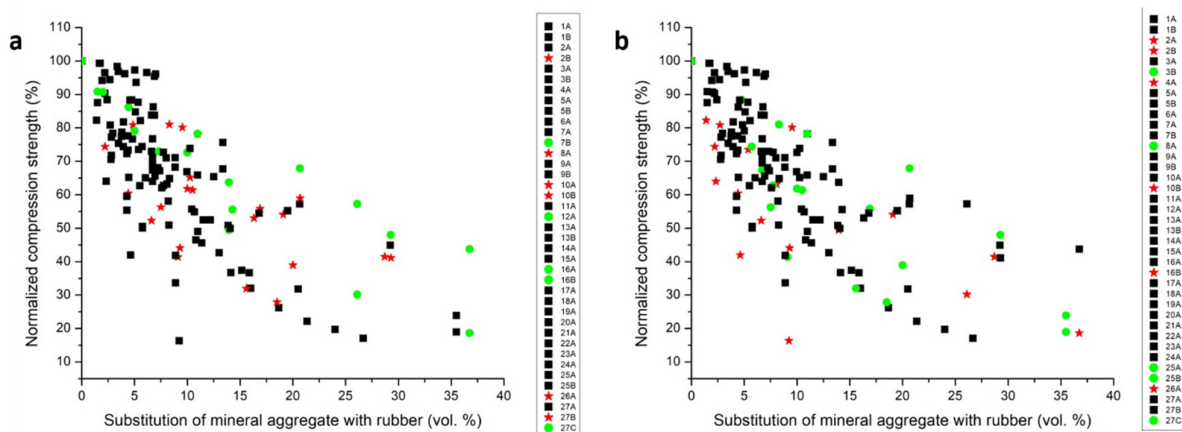 a
Normalized compression strength (%)
110
100
90
80
70
60
50
40
30
20
10
0
5
10
15
20
25
30
35
40
Substitution of mineral aggregate with rubber (vol. %)
1A
1B
2A
2B
3A
3B
4A
5A
5B
6A
7A
7B
8A
9A
9B
10A
10B
11A
12A
13A
13B
14A
15A
16A
16B
17A
18A
19A
20A
21A
22A
23A
24A
25A
25B
26A
27A
27B
27C
b
Normalized compression strength (%)
110
100
90
80
70
60
50
40
30
20
10
0
5
10
15
20
25
30
35
40
Substitution of mineral aggregate with rubber (vol. %)
1A
1B
2A
2B
3A
3B
4A
5A
5B
6A
7A
8A
9A
9B
10A
10B
11A
12A
13A
13B
14A
15A
16A
16B
17A
18A
19A
20A
21A
22A
23A
24A
25A
25B
26A
27A
27B
27C